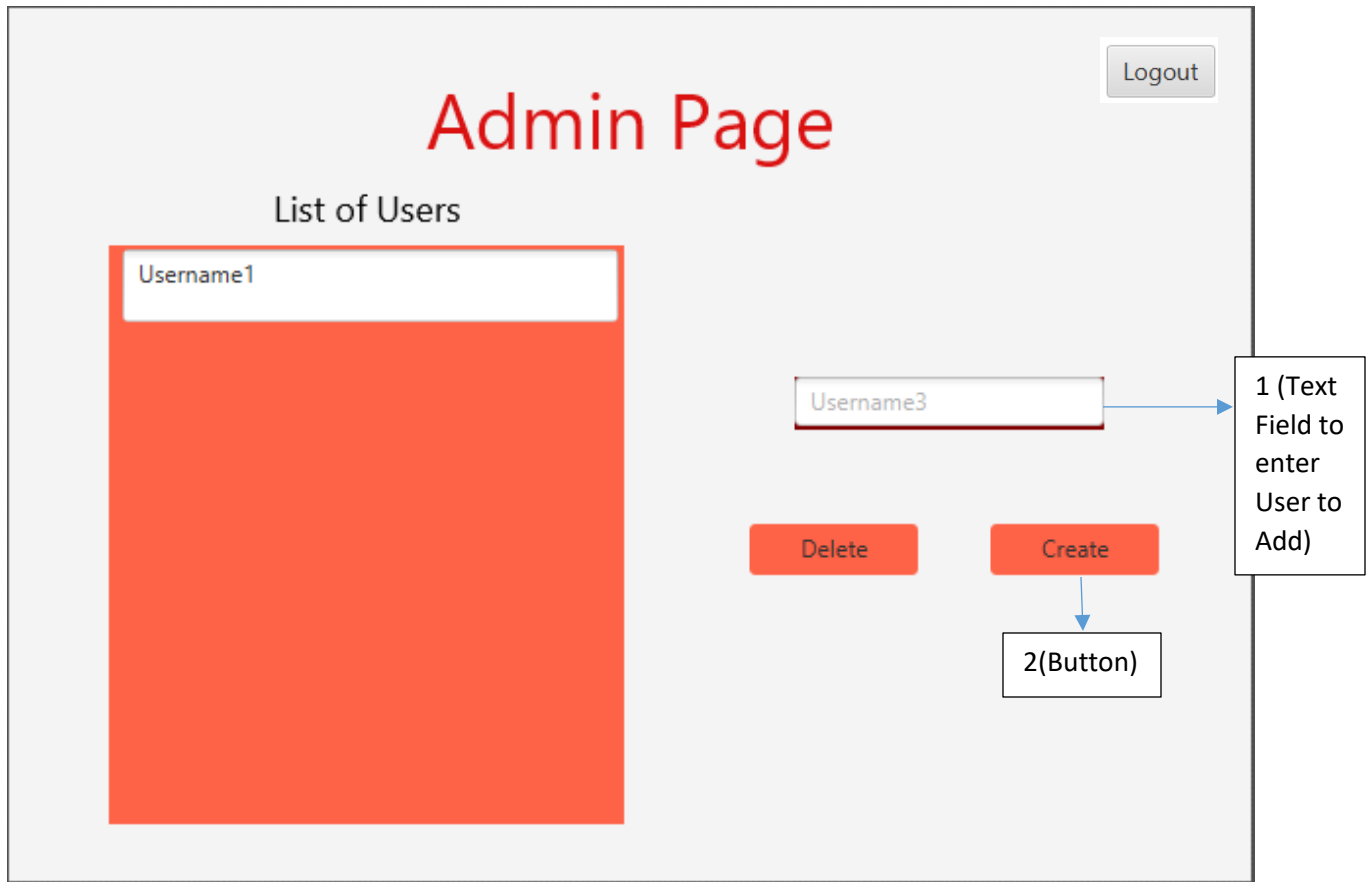 Logout
Admin Page
List of Users
Username1
Username3
1 (Text
Field to
enter
User to
Add)
Delete
Create
2(Button)